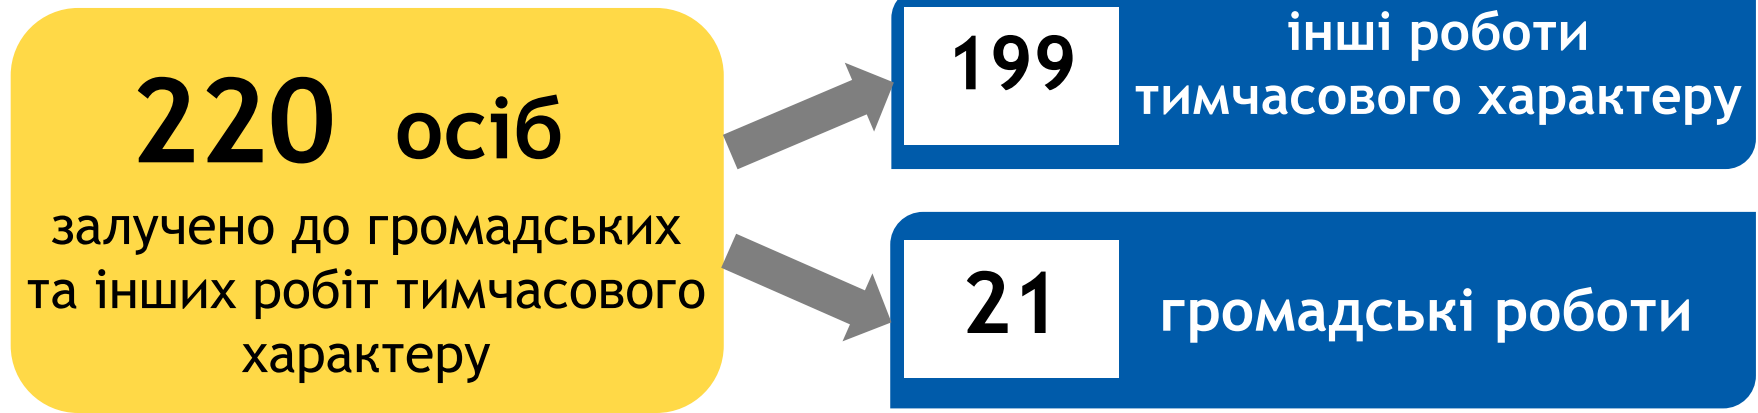 220 осіб
залучено до громадських
та інших робіт тимчасового
характеру
199
інші роботи
тимчасового характеру
21
громадські роботи